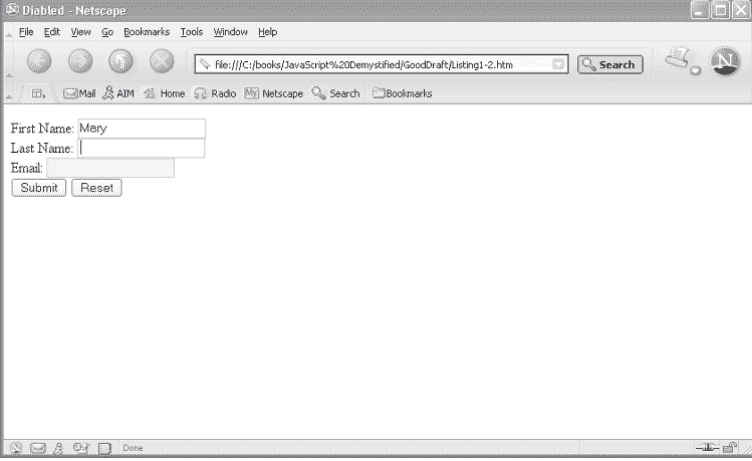 Diabled - Netscape
File Edit View Go Bookmarks Tools Window Help
file:///C:/books/JavaScript%20Demystified/GoodDraft/Listing1-2.htm Search
Mail AIM Home Radio My Netscape Search Bookmarks
First Name: Mary
Last Name:
Email:
Submit Reset
Done